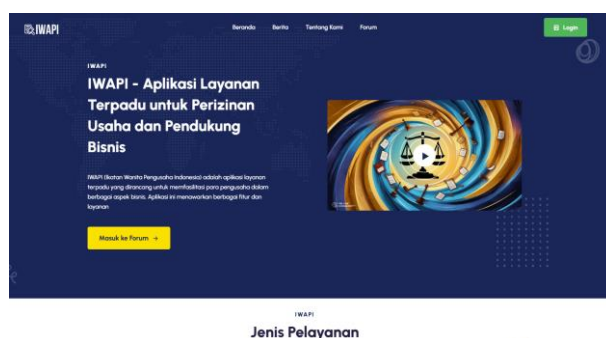 IWAPI
Beranda Berita Tentang Kami Forum
Login
IWAPI
IWAPI - Aplikasi Layanan
Terpadu untuk Perizinan
Usaha dan Pendukung
Bisnis
IWAPI (Ikatan Wanita Pengusaha Indonesia) adalah aplikasi layanan
terpadu yang dirancang untuk memfasilitasi para pengusaha dalam
berbagai aspek bisnis. Aplikasi ini menawarkan berbagai fitur dan
layanan
Masuk ke Forum →
IWAPI
Jenis Pelayanan